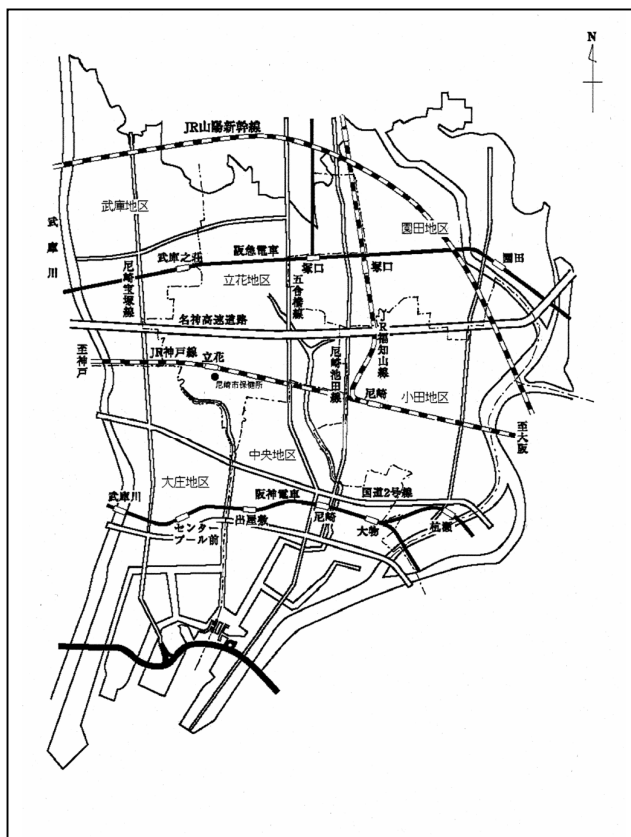 N
JR山陽新幹線
武庫地区
園田地区
武庫川
武庫之荘
阪急電車
園田
尼崎宝塚線
立花地区
五合橋線
塚口
塚口
名神高速道路
JR福知山線
至神戸
JR神戸線
立花
尼崎池田線
尼崎市保健所
尼崎
小田地区
至大阪
中央地区
大庄地区
武庫川
阪神電車
国道2号線
センター
プール前
出屋敷
尼崎
大物
杭瀬